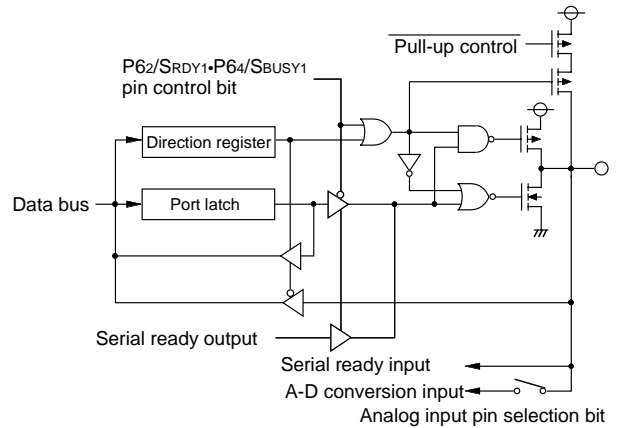 Pull-up control
P62/SRDY1•P64/SBUSY1
pin control bit
Direction register
Data bus
Port latch
Serial ready output
Serial ready input
A-D conversion input
Analog input pin selection bit